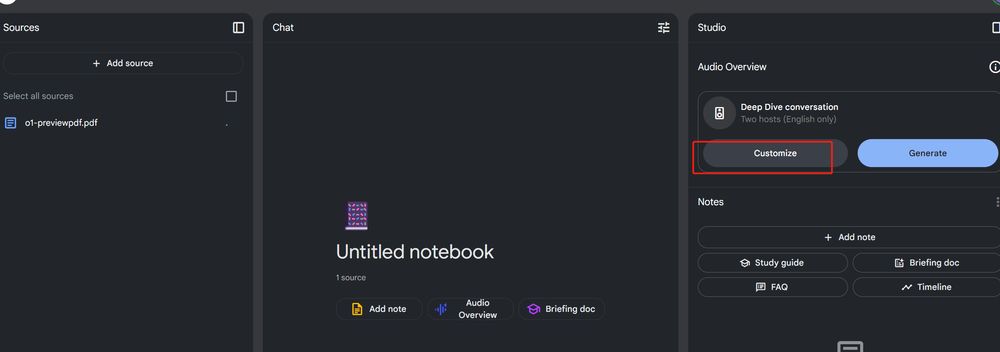 Sources
Chat
Studio
+ Add source
Select all sources
o1-previewpdf.pdf
Untitled notebook
1 source
Add note
Audio
Overview
Briefing doc
Audio Overview
Deep Dive conversation
Two hosts (English only)
Customize
Generate
Notes
+ Add note
Study guide
Briefing doc
FAQ
Timeline